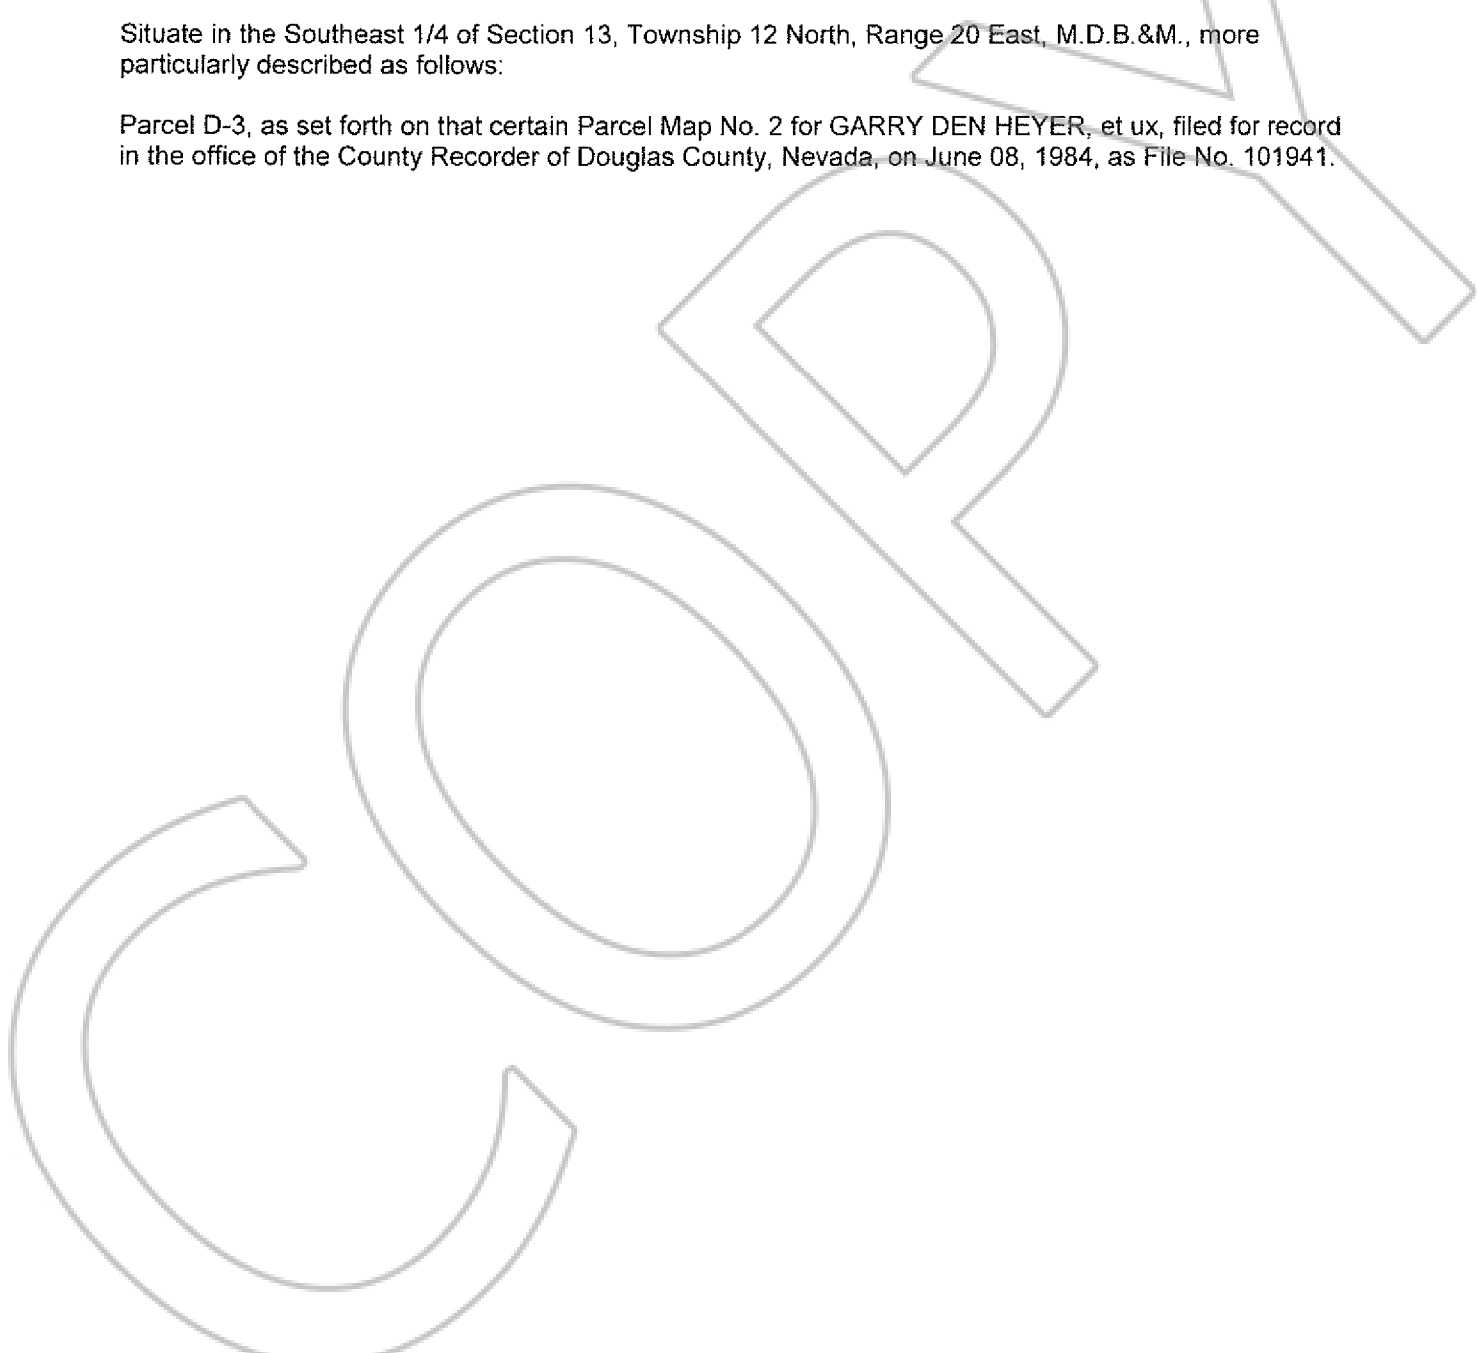 Situate in the Southeast 1/4 of Section 13, Township 12 North, Range 20 East, M.D.B.&M., more
particularly described as follows:
Parcel D-3, as set forth on that certain Parcel Map No. 2 for GARRY DEN HEYER, et ux, filed for record
in the office of the County Recorder of Douglas County, Nevada, on June 08, 1984, as File No. 101941.
COPY